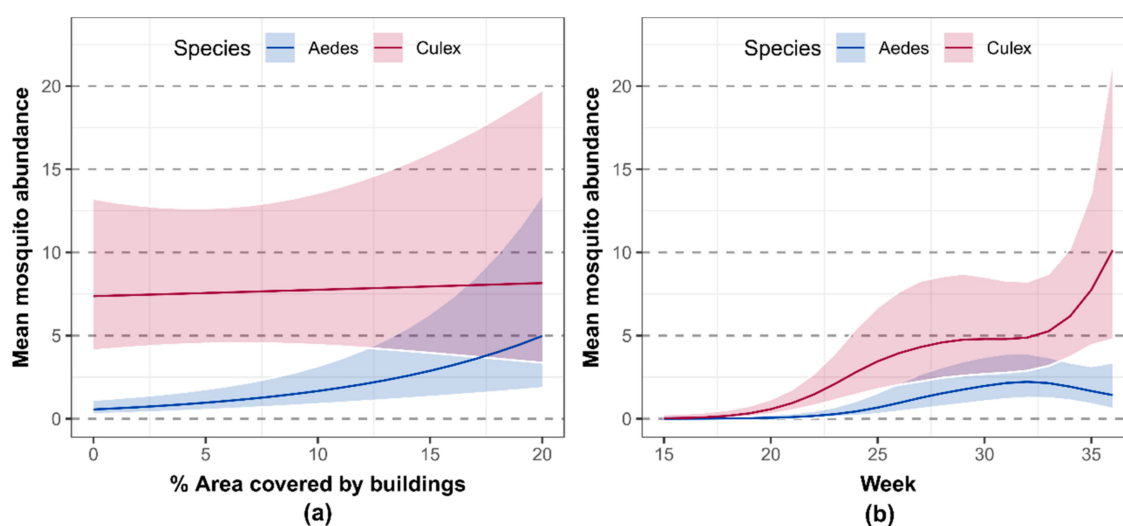 Species Aedes Culex
Mean mosquito abundance
20
15
10
5
0
0 5 10 15 20
% Area covered by buildings
(a)
Species Aedes Culex
Mean mosquito abundance
20
15
10
5
0
15 20 25 30 35
Week
(b)